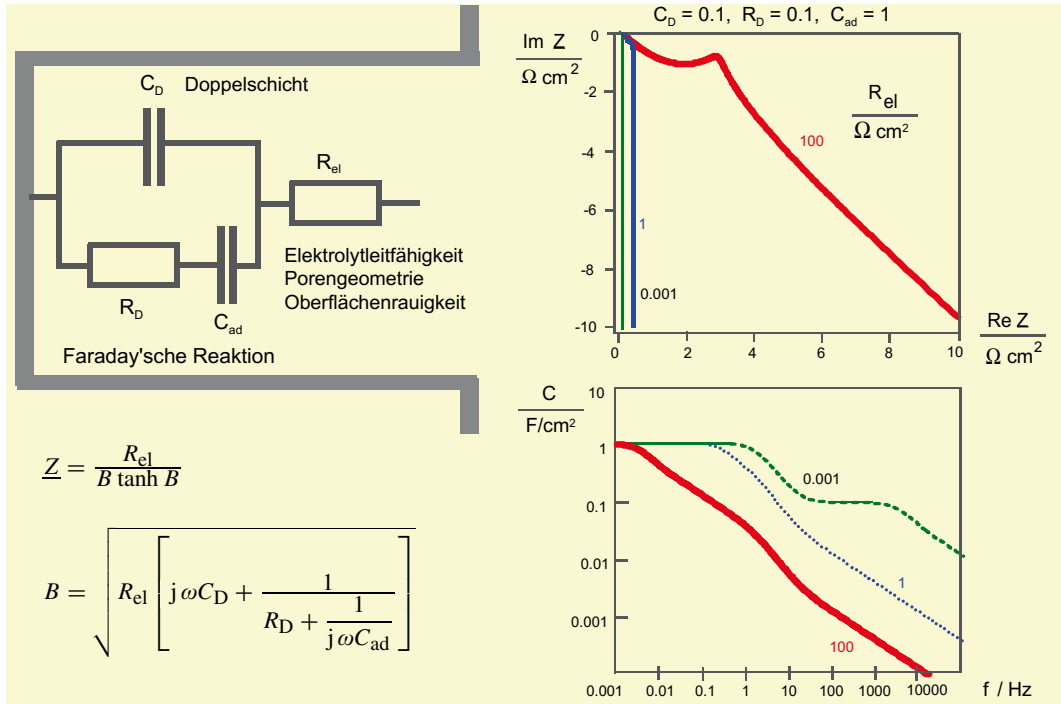 C_D Doppelschicht
R_el
Elektrolytleitfähigkeit
Porengeometrie
Oberflächenrauigkeit
R_D
C_ad
Faraday'sche Reaktion
Z = R_el / (B tanh B)
B = √(R_el [jωC_D + 1 / (R_D + 1 / (jωC_ad))])
C_D = 0.1, R_D = 0.1, C_ad = 1
Im Z
Ω cm²
0
-2
-4
-6
-8
-10
R_el
Ω cm²
100
1
0.001
0 2 4 6 8 10
Re Z
Ω cm²
C
F/cm²
10
1
0.1
0.01
0.001
0.001
1
100
0.001 0.01 0.1 1 10 100 1000 10000
f / Hz